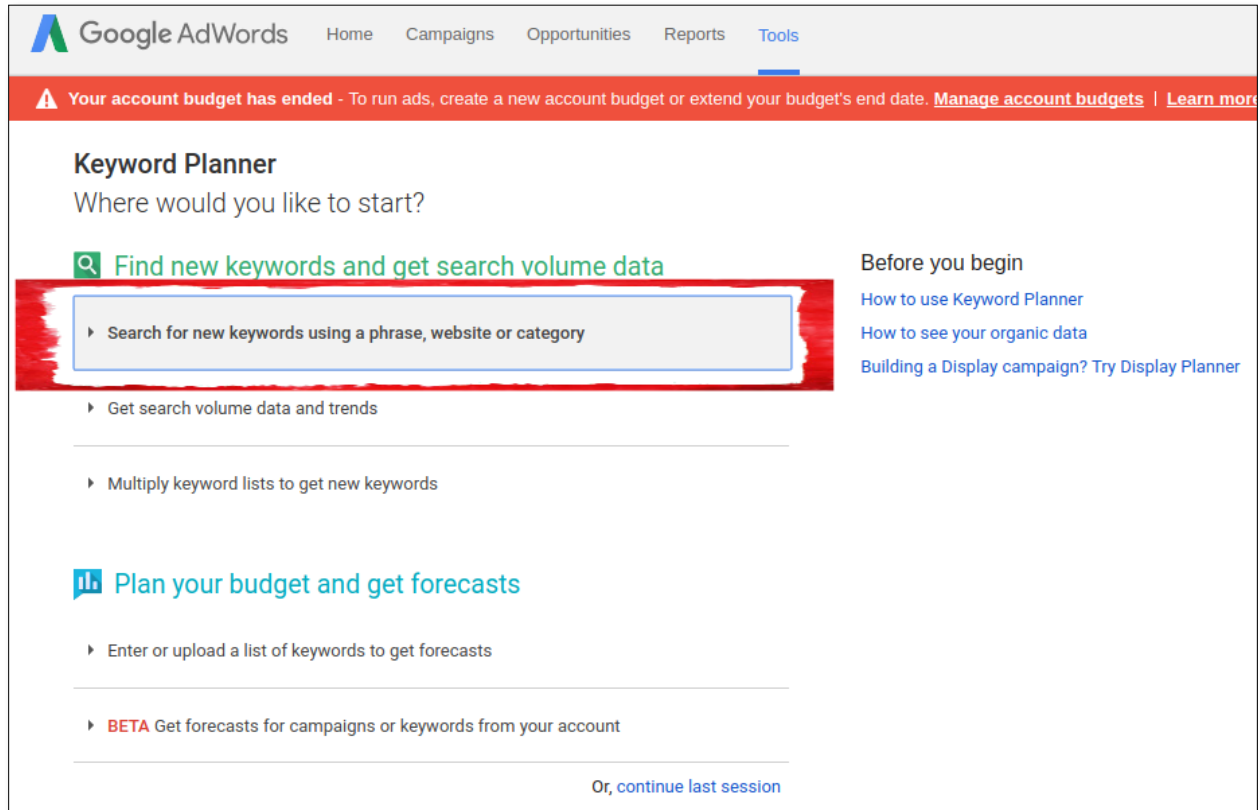 Google AdWords Home Campaigns Opportunities Reports Tools
Your account budget has ended - To run ads, create a new account budget or extend your budget's end date. Manage account budgets | Learn more
Keyword Planner
Where would you like to start?
Find new keywords and get search volume data
Search for new keywords using a phrase, website or category
Get search volume data and trends
Multiply keyword lists to get new keywords
Plan your budget and get forecasts
Enter or upload a list of keywords to get forecasts
BETA Get forecasts for campaigns or keywords from your account
Or, continue last session
Before you begin
How to use Keyword Planner
How to see your organic data
Building a Display campaign? Try Display Planner